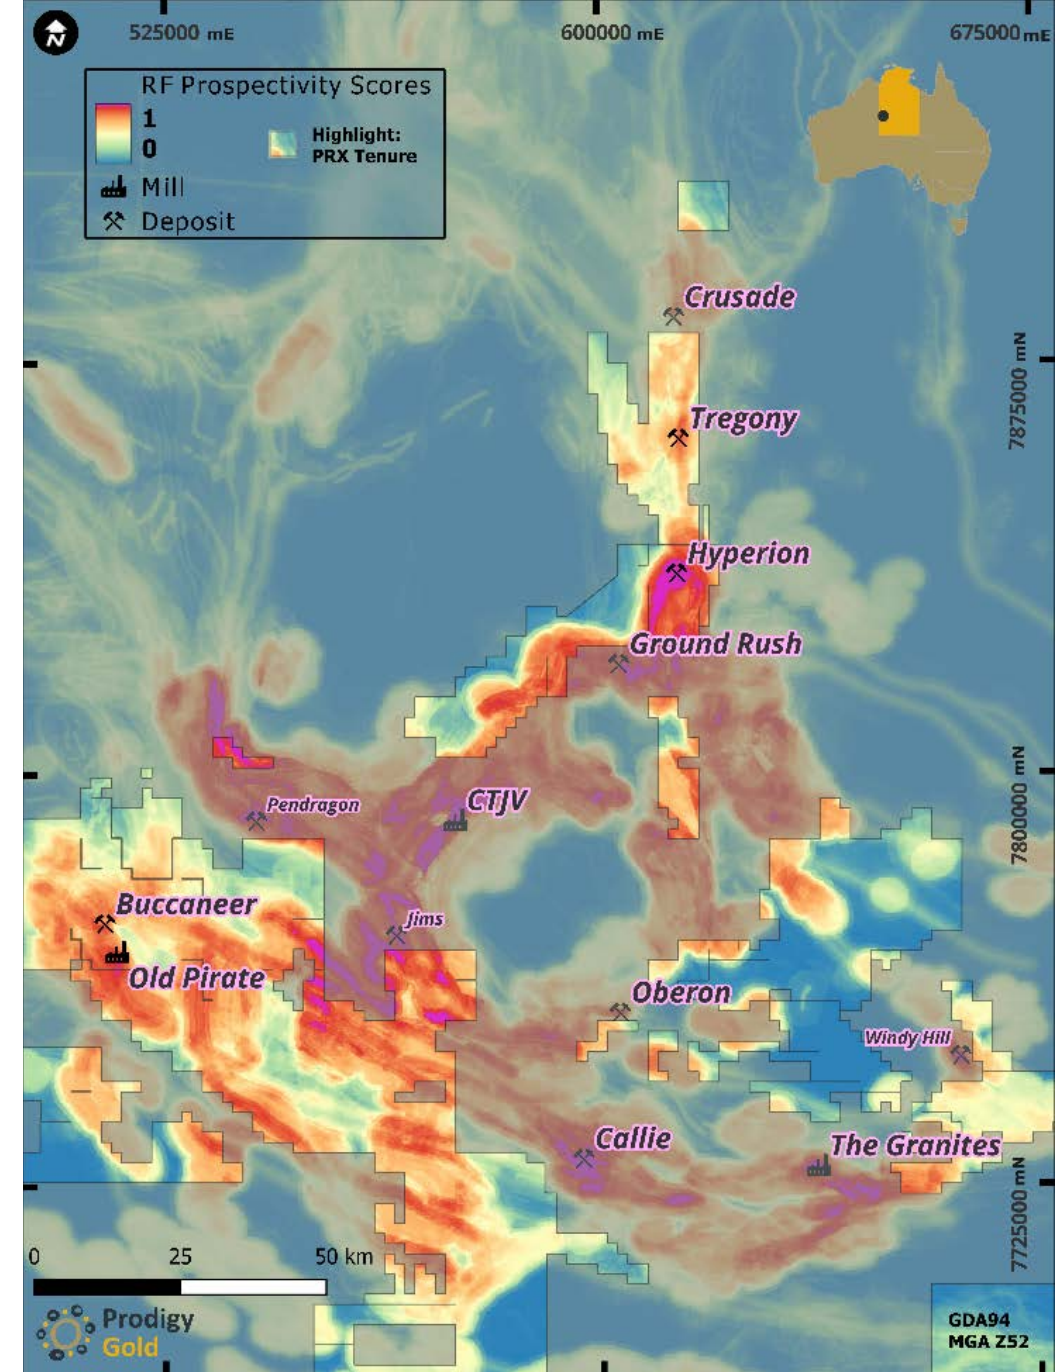 525000 mE
600000 mE
675000 mE
N
RF Prospectivity Scores
1
0
Highlight:
PRX Tenure
Mill
Deposit
Crusade
7875000 mN
Tregony
Hyperion
Ground Rush
Pendragon
CTJV
7800000 mN
Buccaneer
Jims
Old Pirate
Oberon
Windy Hill
Callie
The Granites
7725000 mN
0 25 50 km
Prodigy
Gold
GDA94
MGA Z52